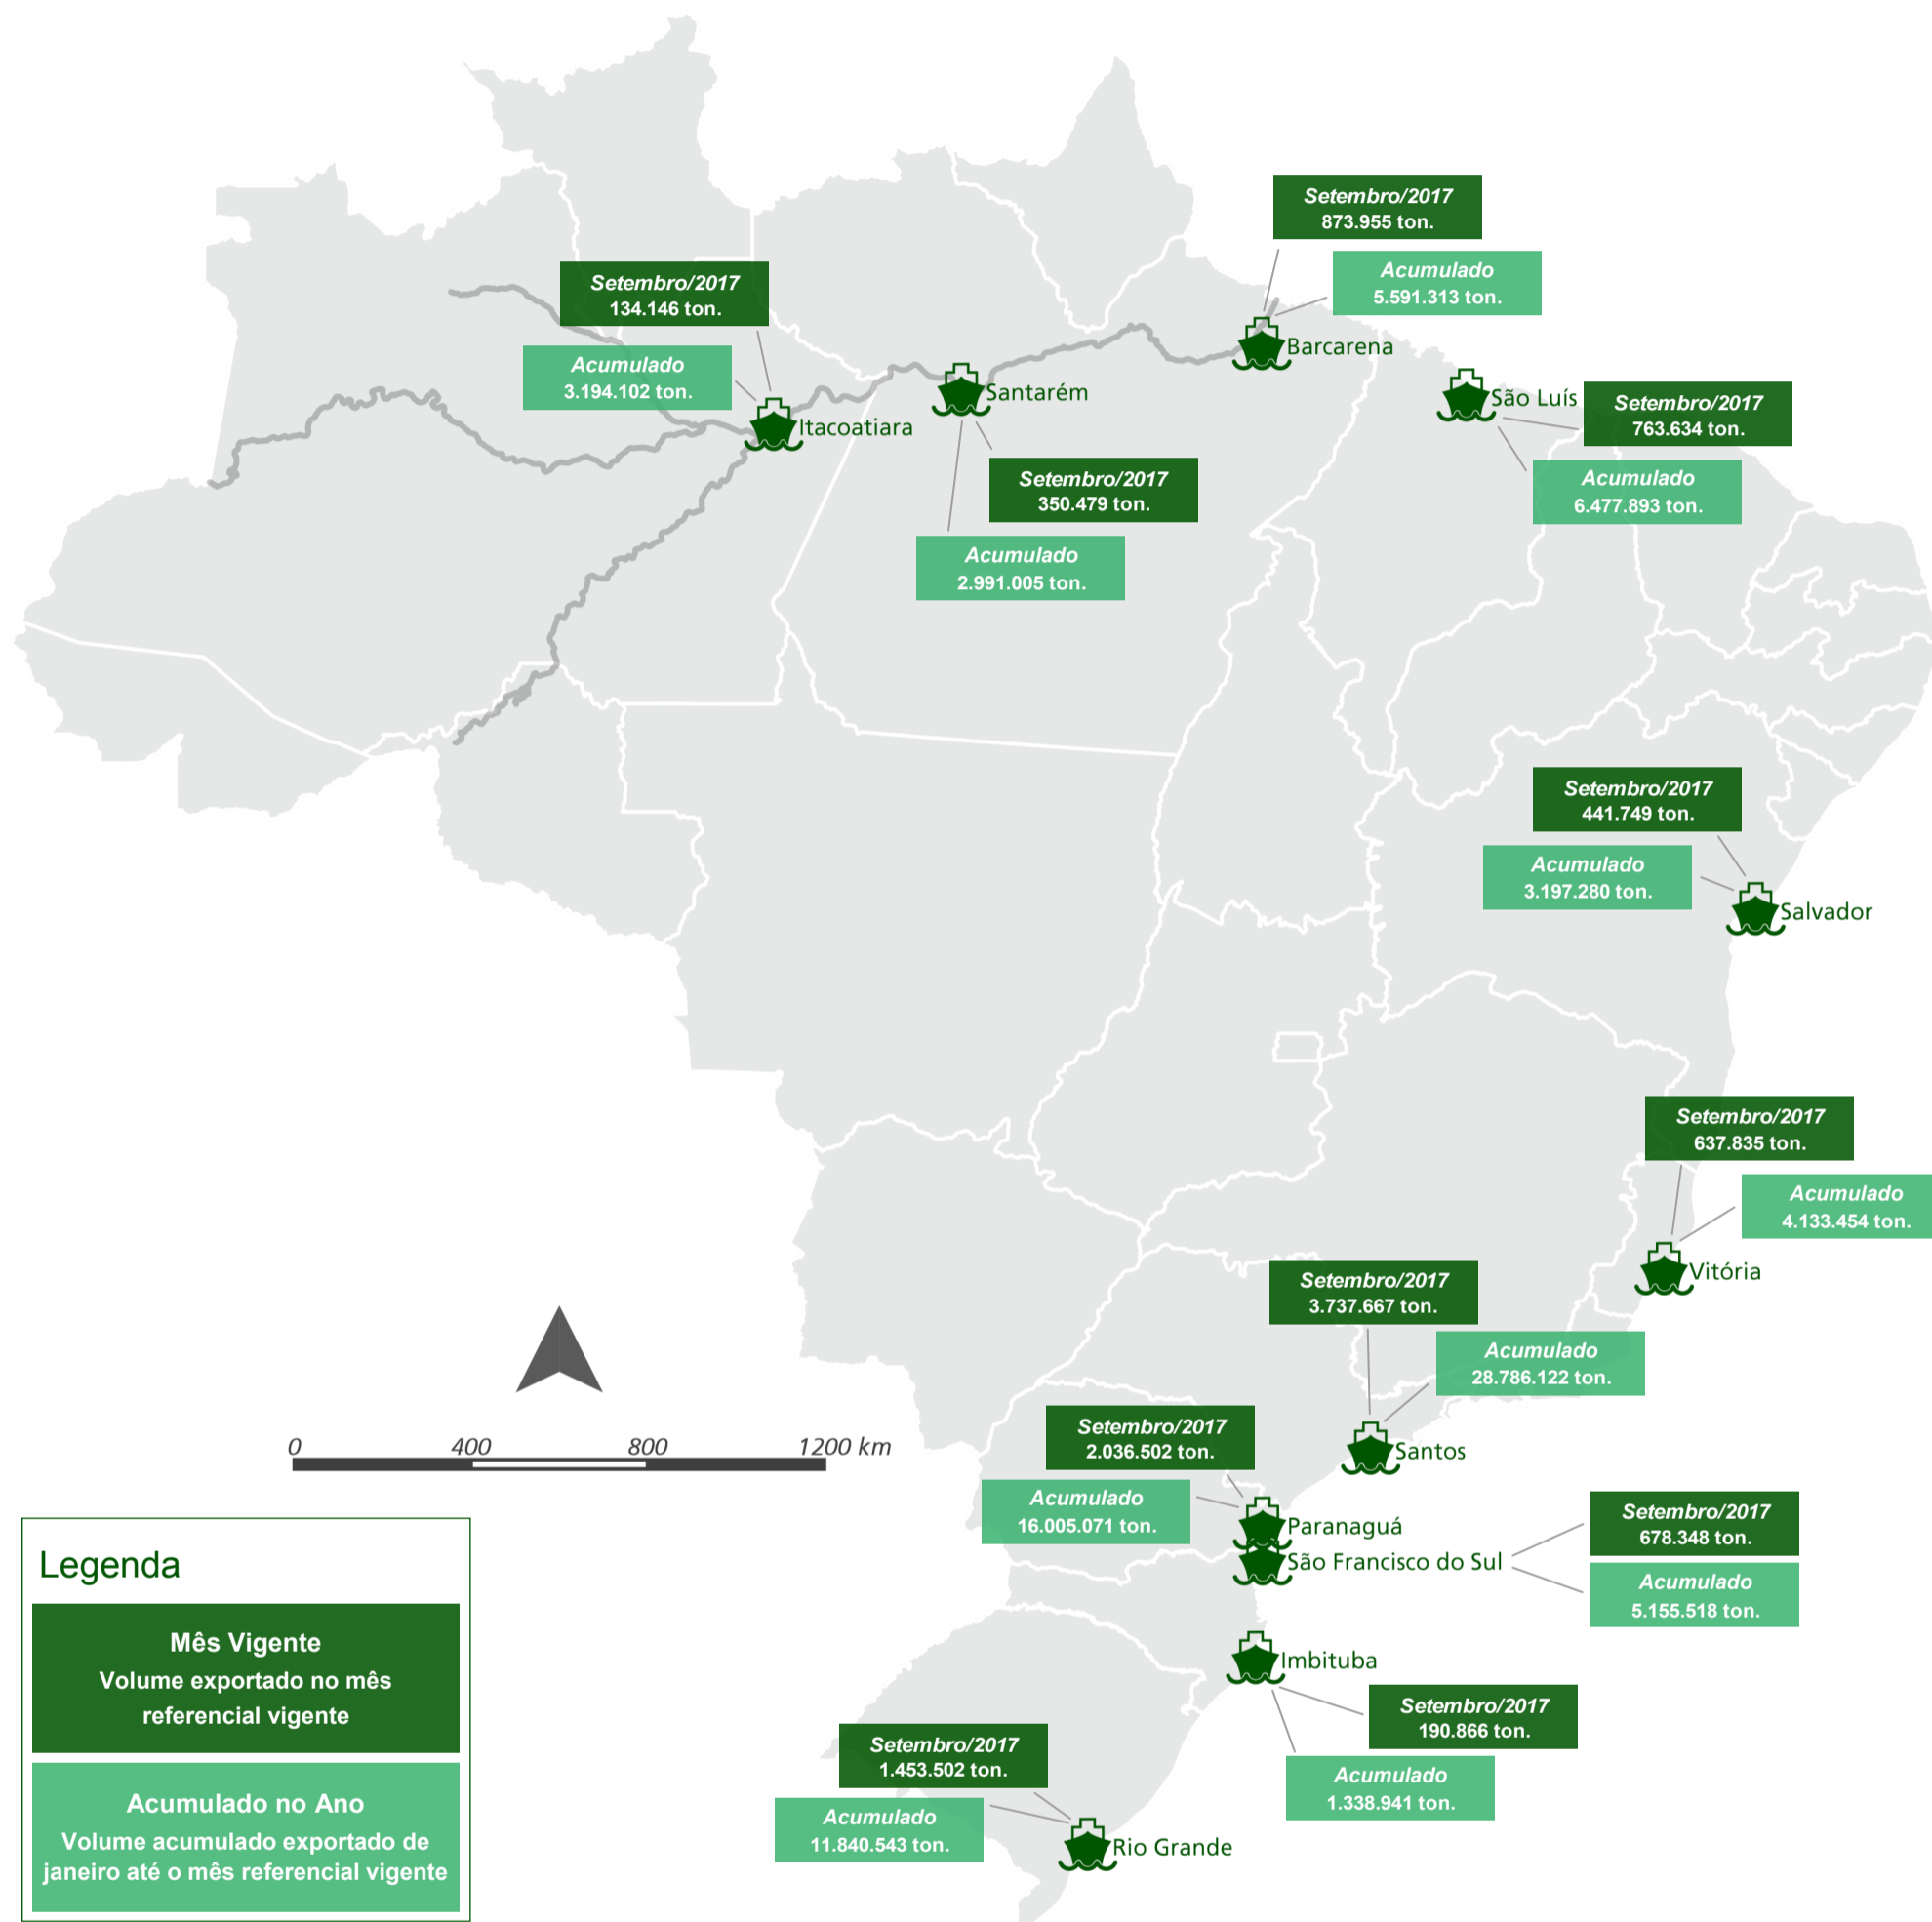 Setembro/2017
873.955 ton.
Acumulado
5.591.313 ton.
Barcarena
Setembro/2017
134.146 ton.
Acumulado
3.194.102 ton.
Itacoatiara
Santarém
Setembro/2017
350.479 ton.
Acumulado
2.991.005 ton.
São Luís
Setembro/2017
763.634 ton.
Acumulado
6.477.893 ton.
Setembro/2017
441.749 ton.
Acumulado
3.197.280 ton.
Salvador
Setembro/2017
637.835 ton.
Acumulado
4.133.454 ton.
Vitória
Setembro/2017
3.737.667 ton.
Acumulado
28.786.122 ton.
Santos
Setembro/2017
2.036.502 ton.
Acumulado
16.005.071 ton.
Paranaguá
São Francisco do Sul
Setembro/2017
678.348 ton.
Acumulado
5.155.518 ton.
Imbituba
Setembro/2017
190.866 ton.
Acumulado
1.338.941 ton.
Setembro/2017
1.453.502 ton.
Acumulado
11.840.543 ton.
Rio Grande
0 400 800 1200 km
Legenda
Mês Vigente
Volume exportado no mês
referencial vigente
Acumulado no Ano
Volume acumulado exportado de
janeiro até o mês referencial vigente